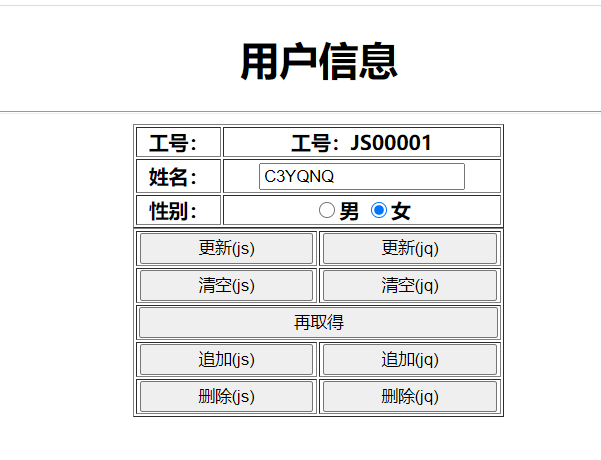 用户信息
工号： 工号：JS00001
姓名： C3YQNQ
性别： 男 女
更新(js) 更新(jq)
清空(js) 清空(jq)
再取得
追加(js) 追加(jq)
删除(js) 删除(jq)